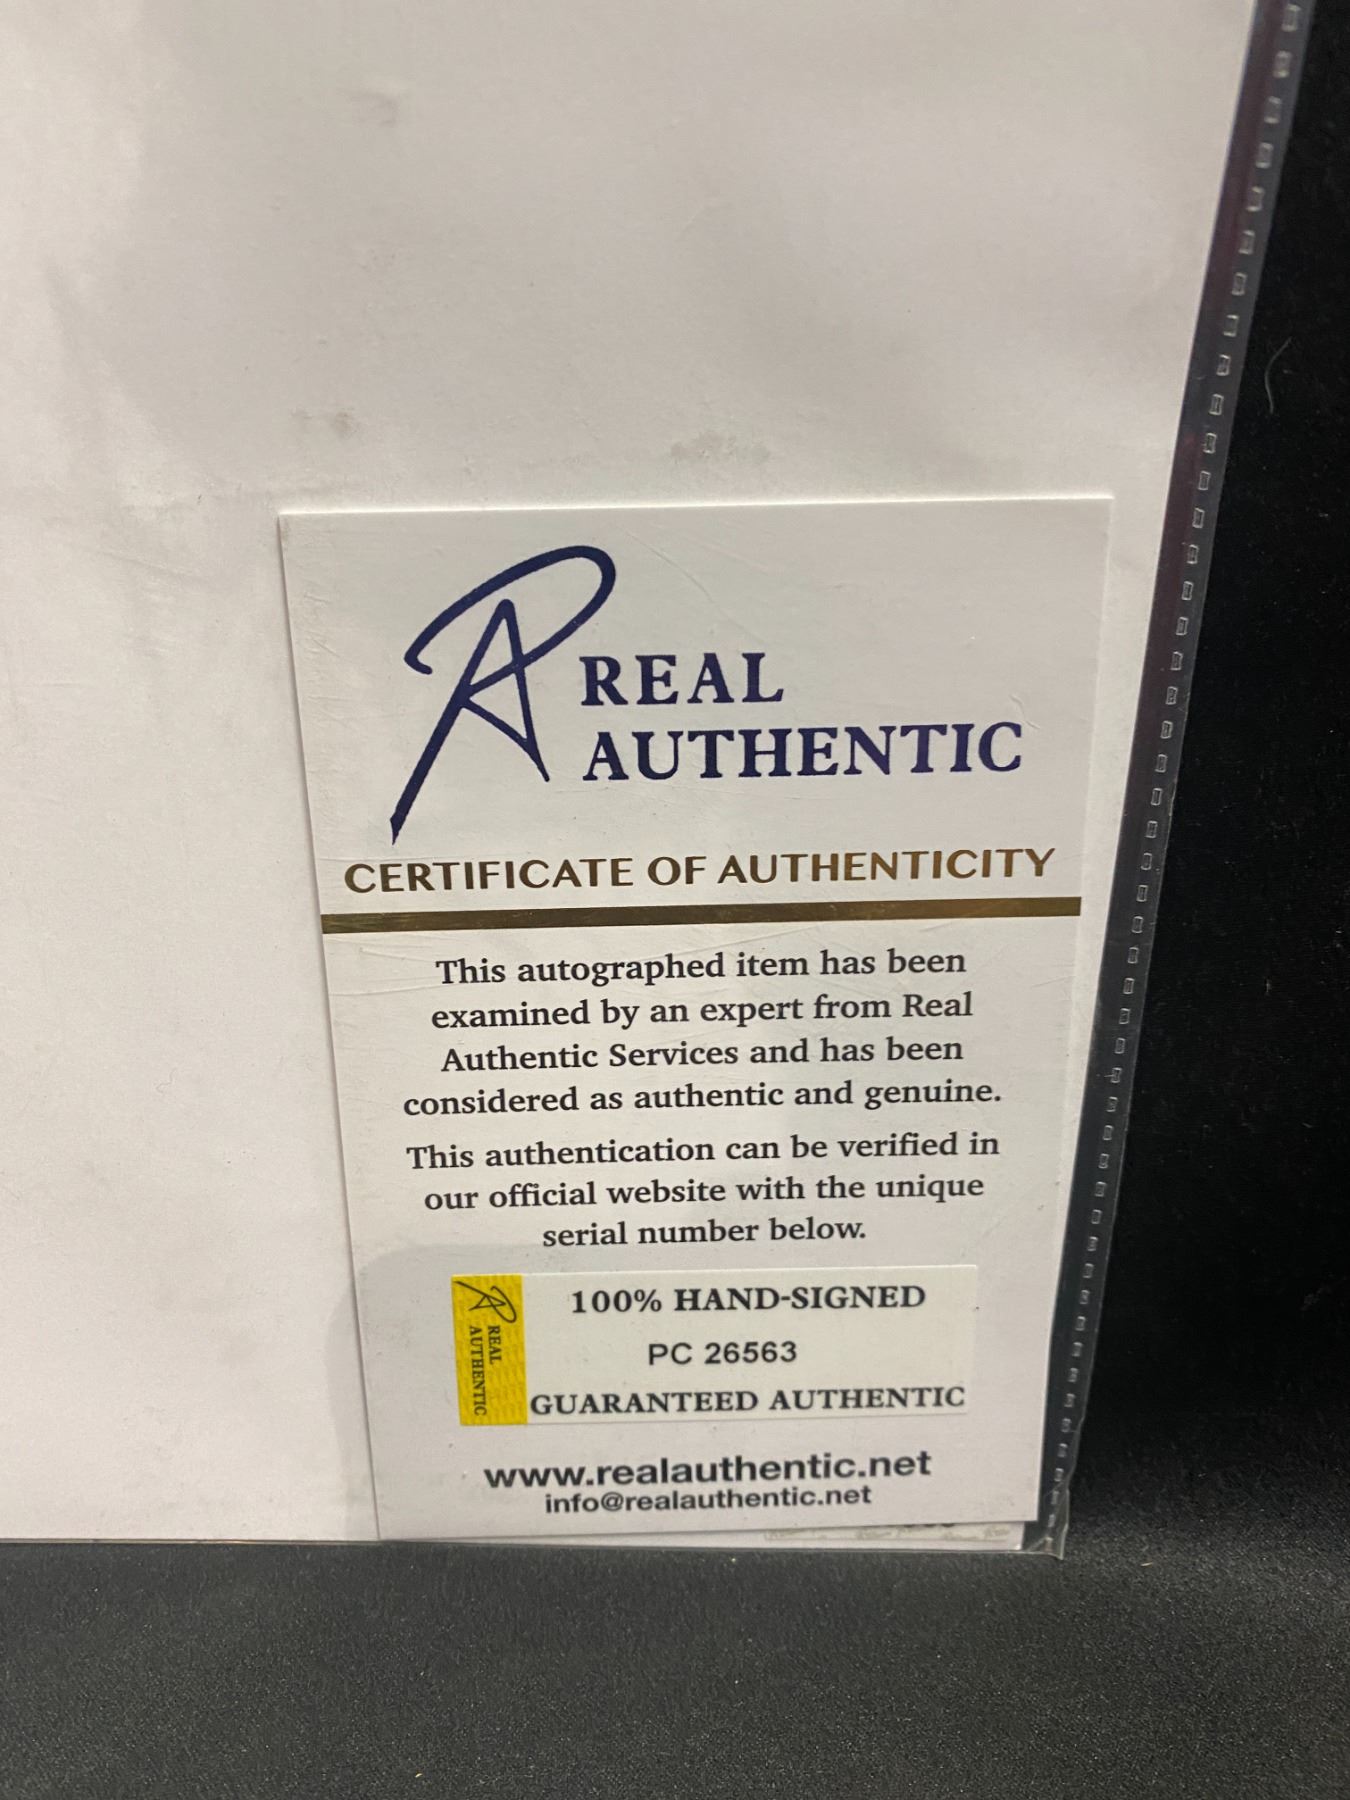 REAL
AUTHENTIC
CERTIFICATE OF AUTHENTICITY
This autographed item has been
examined by an expert from Real
Authentic Services and has been
considered as authentic and genuine.
This authentication can be verified in
our official website with the unique
serial number below.
REAL
AUTHENTIC
100% HAND-SIGNED
PC 26563
GUARANTEED AUTHENTIC
www.realauthentic.net
info@realauthentic.net